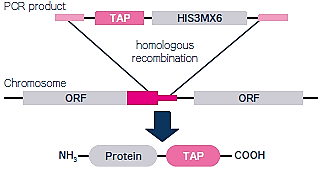 PCR product
TAP HIS3MX6
homologous
recombination
Chromosome
ORF ORF
NH₃ Protein TAP COOH